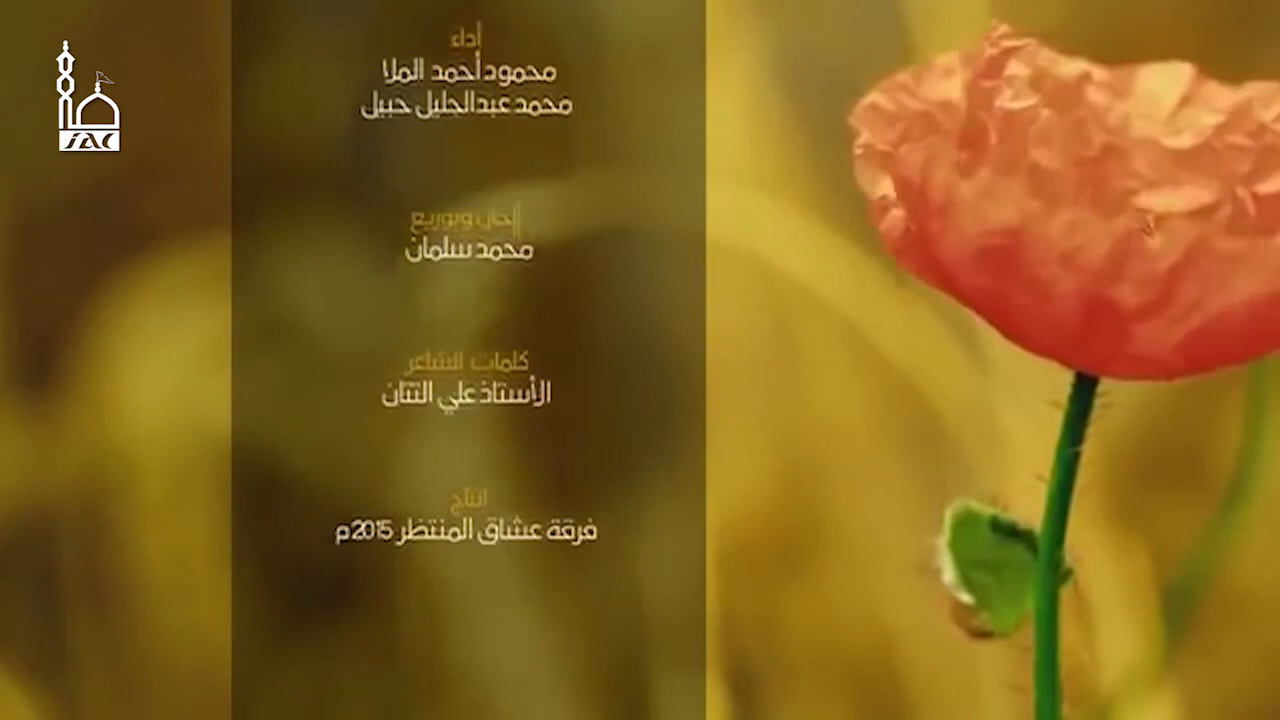 iAC
أداء
محمود أحمد الملا
محمد عبدالجليل حبيل
ألحان وتوزيع
محمد سلمان
كلمات الشاعر
الأستاذ علي التتان
انتاج
فرقة عشاق المنتظر 2015م